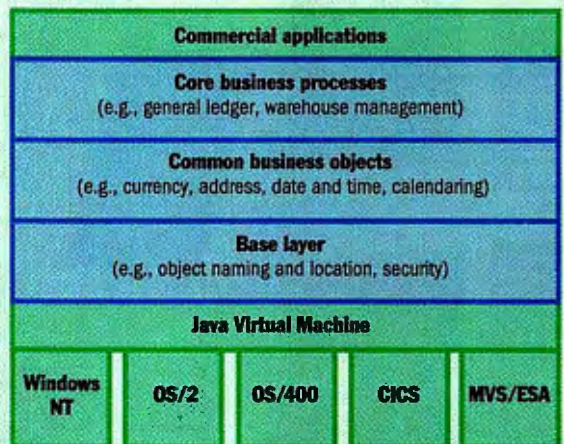 Commercial applications
Core business processes
(e.g., general ledger, warehouse management)
Common business objects
(e.g., currency, address, date and time, calendaring)
Base layer
(e.g., object naming and location, security)
Java Virtual Machine
Windows NT
OS/2
OS/400
CICS
MVS/ESA